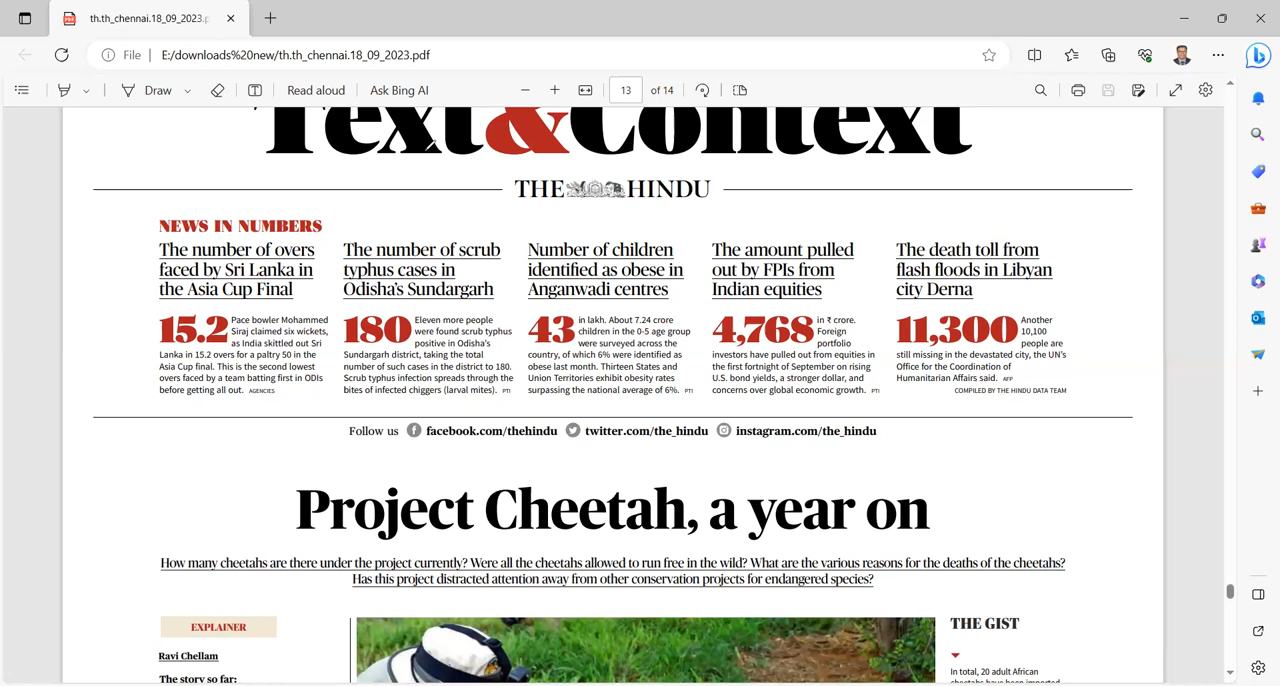 th.th_chennai.18_09_2023.p
File
E:/downloads%20new/th.th_chennai.18_09_2023.pdf
Draw
Read aloud
Ask Bing AI
13
of 14
Text&Context
THE HINDU
NEWS IN NUMBERS
The number of overs
faced by Sri Lanka in
the Asia Cup Final
15.2
Pace bowler Mohammed
Siraj claimed six wickets,
as India skittled out Sri
Lanka in 15.2 overs for a paltry 50 in the
Asia Cup final. This is the second lowest
overs faced by a team batting first in ODIs
before getting all out. AGENCIES
The number of scrub
typhus cases in
Odisha's Sundargarh
180
Eleven more people
were found scrub typhus
positive in Odisha's
Sundargarh district, taking the total
number of such cases in the district to 180.
Scrub typhus infection spreads through the
bites of infected chiggers (larval mites). PTI
Number of children
identified as obese in
Anganwadi centres
43
in lakh. About 7.24 crore
children in the 0-5 age group
were surveyed across the
country, of which 6% were identified as
obese last month. Thirteen States and
Union Territories exhibit obesity rates
surpassing the national average of 6%. PTI
The amount pulled
out by FPIs from
Indian equities
4,768
in ₹ crore.
Foreign
portfolio
investors have pulled out from equities in
the first fortnight of September on rising
U.S. bond yields, a stronger dollar, and
concerns over global economic growth. PTI
The death toll from
flash floods in Libyan
city Derna
11,300
Another
10,100
people are
still missing in the devastated city, the UN's
Office for the Coordination of
Humanitarian Affairs said. AFP
COMPILED BY THE HINDU DATA TEAM
Follow us facebook.com/thehindu twitter.com/the_hindu instagram.com/the_hindu
Project Cheetah, a year on
How many cheetahs are there under the project currently? Were all the cheetahs allowed to run free in the wild? What are the various reasons for the deaths of the cheetahs?
Has this project distracted attention away from other conservation projects for endangered species?
EXPLAINER
Ravi Chellam
The story so far:
THE GIST
In total, 20 adult African
cheetahs have been imported